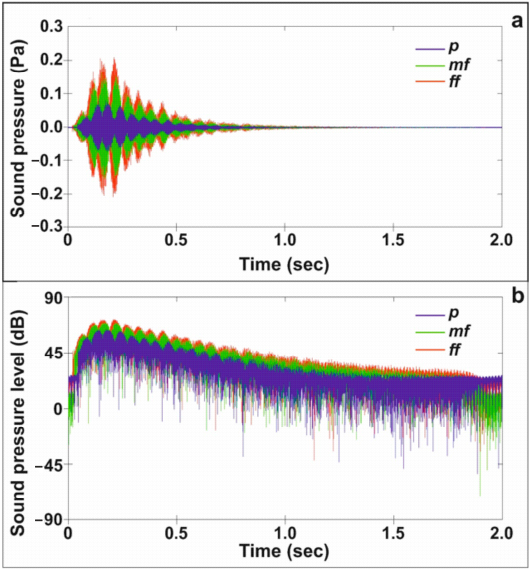 a
0.3
0.2
0.1
0.0
−0.1
−0.2
−0.3
Sound pressure (Pa)
p
mf
ff
0
0.5
1.0
1.5
2.0
Time (sec)
b
90
45
0
−45
−90
Sound pressure level (dB)
p
mf
ff
0
0.5
1.0
1.5
2.0
Time (sec)